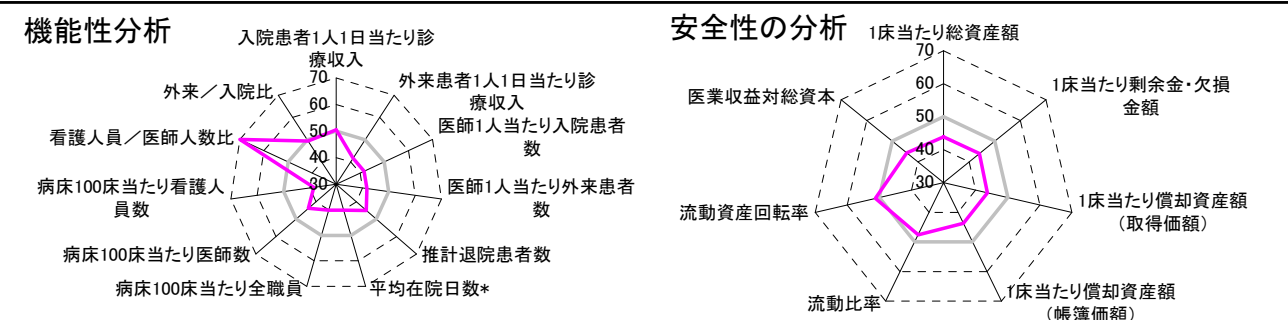 機能性分析
入院患者1人1日当たり診
療収入
外来患者1人1日当たり診
療収入
医師1人当たり入院患者
数
医師1人当たり外来患者
数
推計退院患者数
平均在院日数*
病床100床当たり全職員
病床100床当たり医師数
病床100床当たり看護人
員数
看護人員／医師人数比
外来／入院比
70
60
50
40
30
安全性の分析
1床当たり総資産額
1床当たり剰余金・欠損
金額
1床当たり償却資産額
（取得価額）
1床当たり償却資産額
（帳簿価額）
流動比率
流動資産回転率
医業収益対総資本
70
60
50
40
30